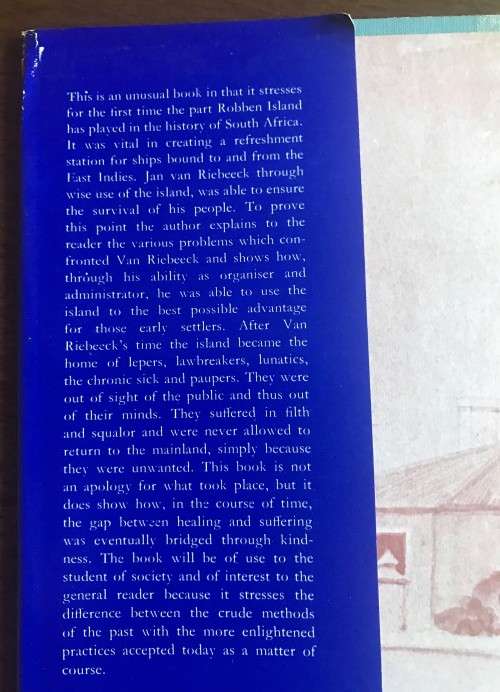 This is an unusual book in that it stresses
for the first time the part Robben Island
has played in the history of South Africa.
It was vital in creating a refreshment
station for ships bound to and from the
East Indies. Jan van Riebeeck through
wise use of the island, was able to ensure
the survival of his people. To prove
this point the author explains to the
reader the various problems which con-
fronted Van Riebeeck and shows how,
through his ability as organiser and
administrator, he was able to use the
island to the best possible advantage
for those early settlers. After Van
Riebeeck's time the island became the
home of lepers, lawbreakers, lunatics,
the chronic sick and paupers. They were
out of sight of the public and thus out
of their minds. They suffered in filth
and squalor and were never allowed to
return to the mainland, simply because
they were unwanted. This book is not
an apology for what took place, but it
does show how, in the course of time,
the gap between healing and suffering
was eventually bridged through kind-
ness. The book will be of use to the
student of society and of interest to the
general reader because it stresses the
difference between the crude methods
of the past with the more enlightened
practices accepted today as a matter of
course.